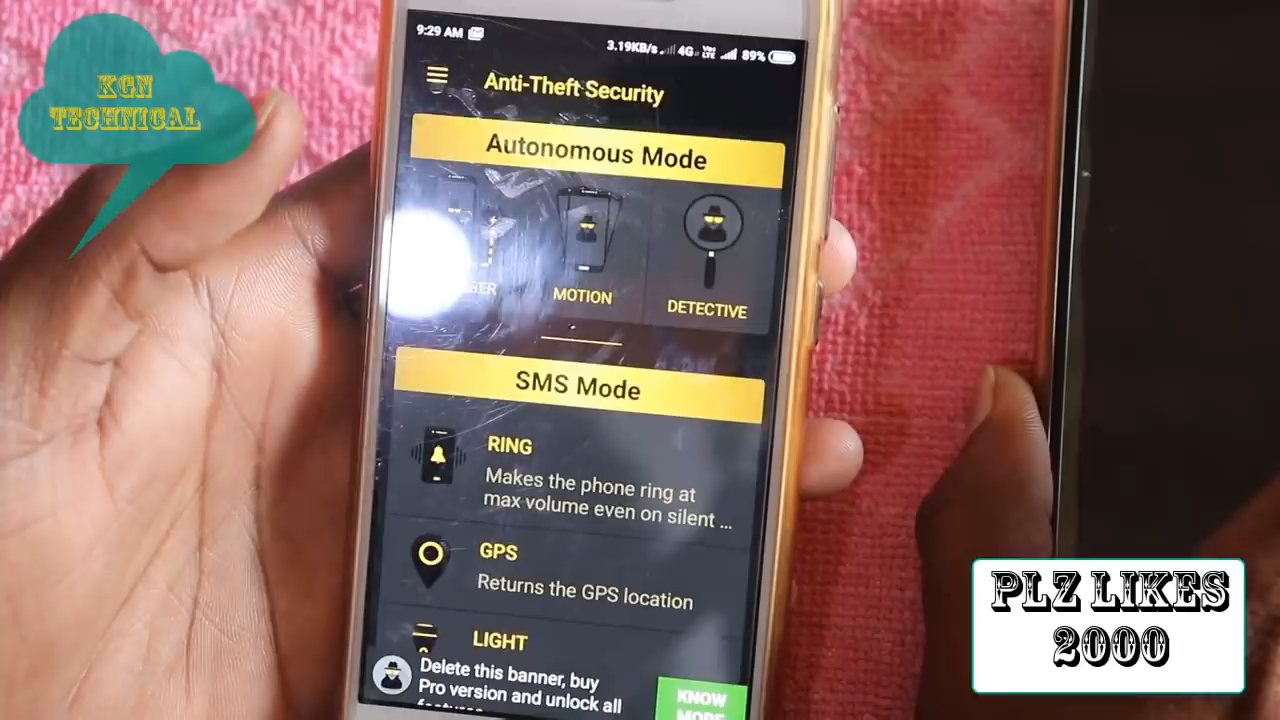 KGN
TECHNICAL
9:29 AM
3.19KB/s 4G VoLTE 89%
Anti-Theft Security
Autonomous Mode
MOTION
DETECTIVE
SMS Mode
RING
Makes the phone ring at
max volume even on silent ...
GPS
Returns the GPS location
LIGHT
Delete this banner, buy
Pro version and unlock all
KNOW
MORE
PLZ LIKES
2000